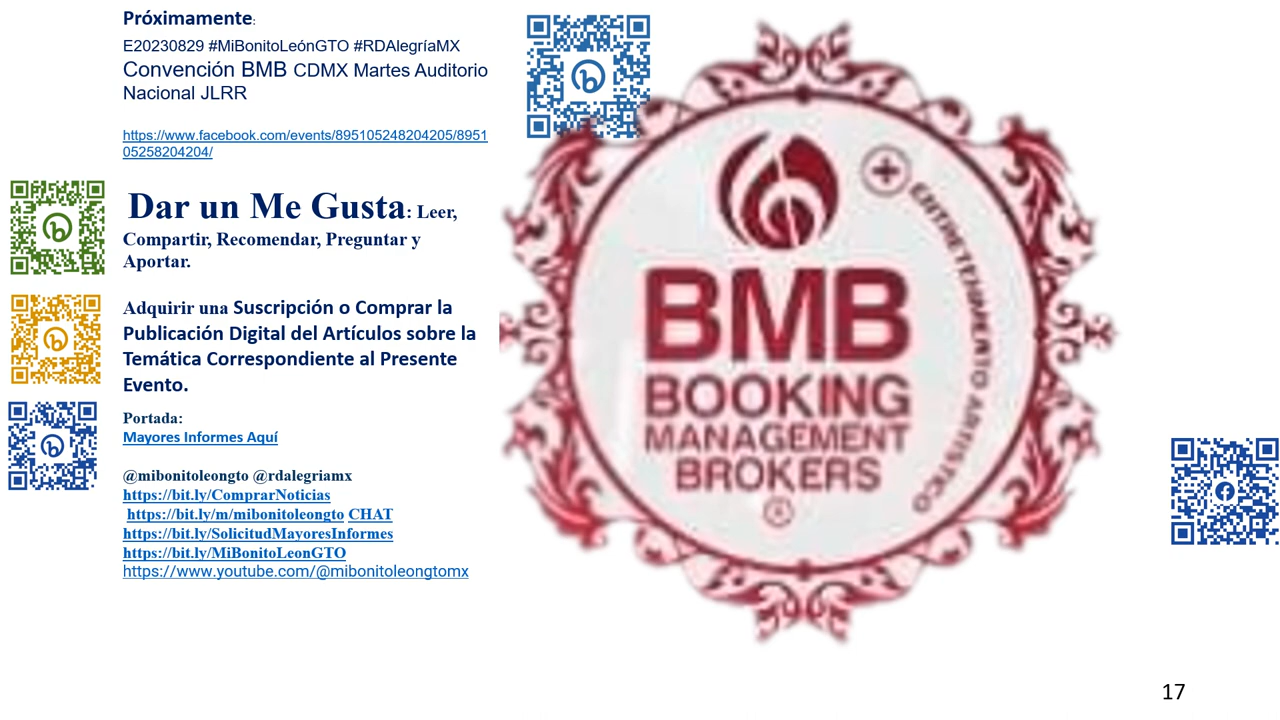 Próximamente:
E20230829 #MiBonitoLeónGTO #RDAlegríaMX
Convención BMB CDMX Martes Auditorio
Nacional JLRR
https://www.facebook.com/events/895105248204205/8951
05258204204/
Dar un Me Gusta: Leer,
Compartir, Recomendar, Preguntar y
Aportar.
Adquirir una Suscripción o Comprar la
Publicación Digital del Artículos sobre la
Temática Correspondiente al Presente
Evento.
Portada:
Mayores Informes Aquí
@mibonitoleongto @rdalegriamx
https://bit.ly/ComprarNoticias
https://bit.ly/m/mibonitoleongto CHAT
https://bit.ly/SolicitudMayoresInformes
https://bit.ly/MiBonitoLeonGTO
https://www.youtube.com/@mibonitoleongtomx
BMB
BOOKING
MANAGEMENT
BROKERS
ENTRETENIMIENTO ARTISTICO
17